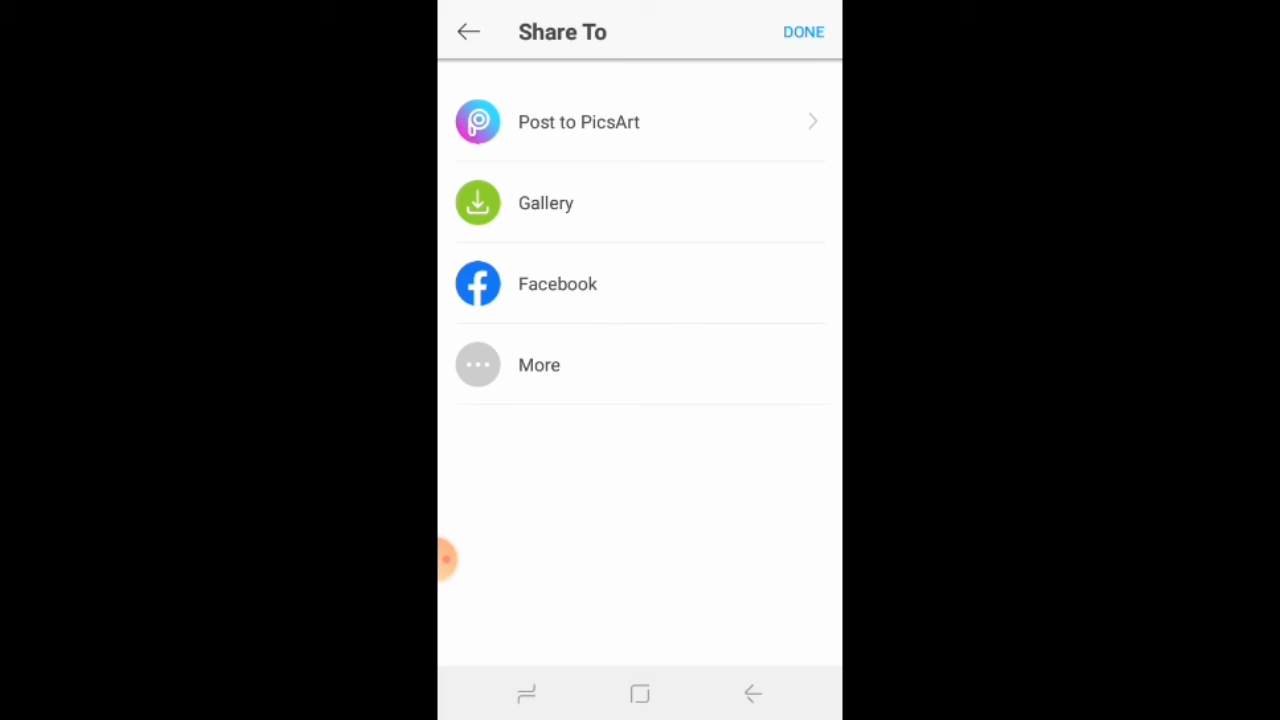 Share To
DONE
Post to PicsArt
Gallery
Facebook
More